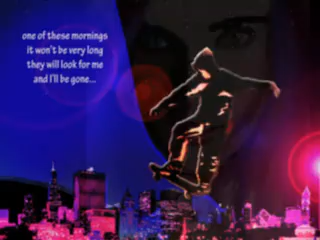 one of these mornings
it won't be very long
they will look for me
and I'll be gone...